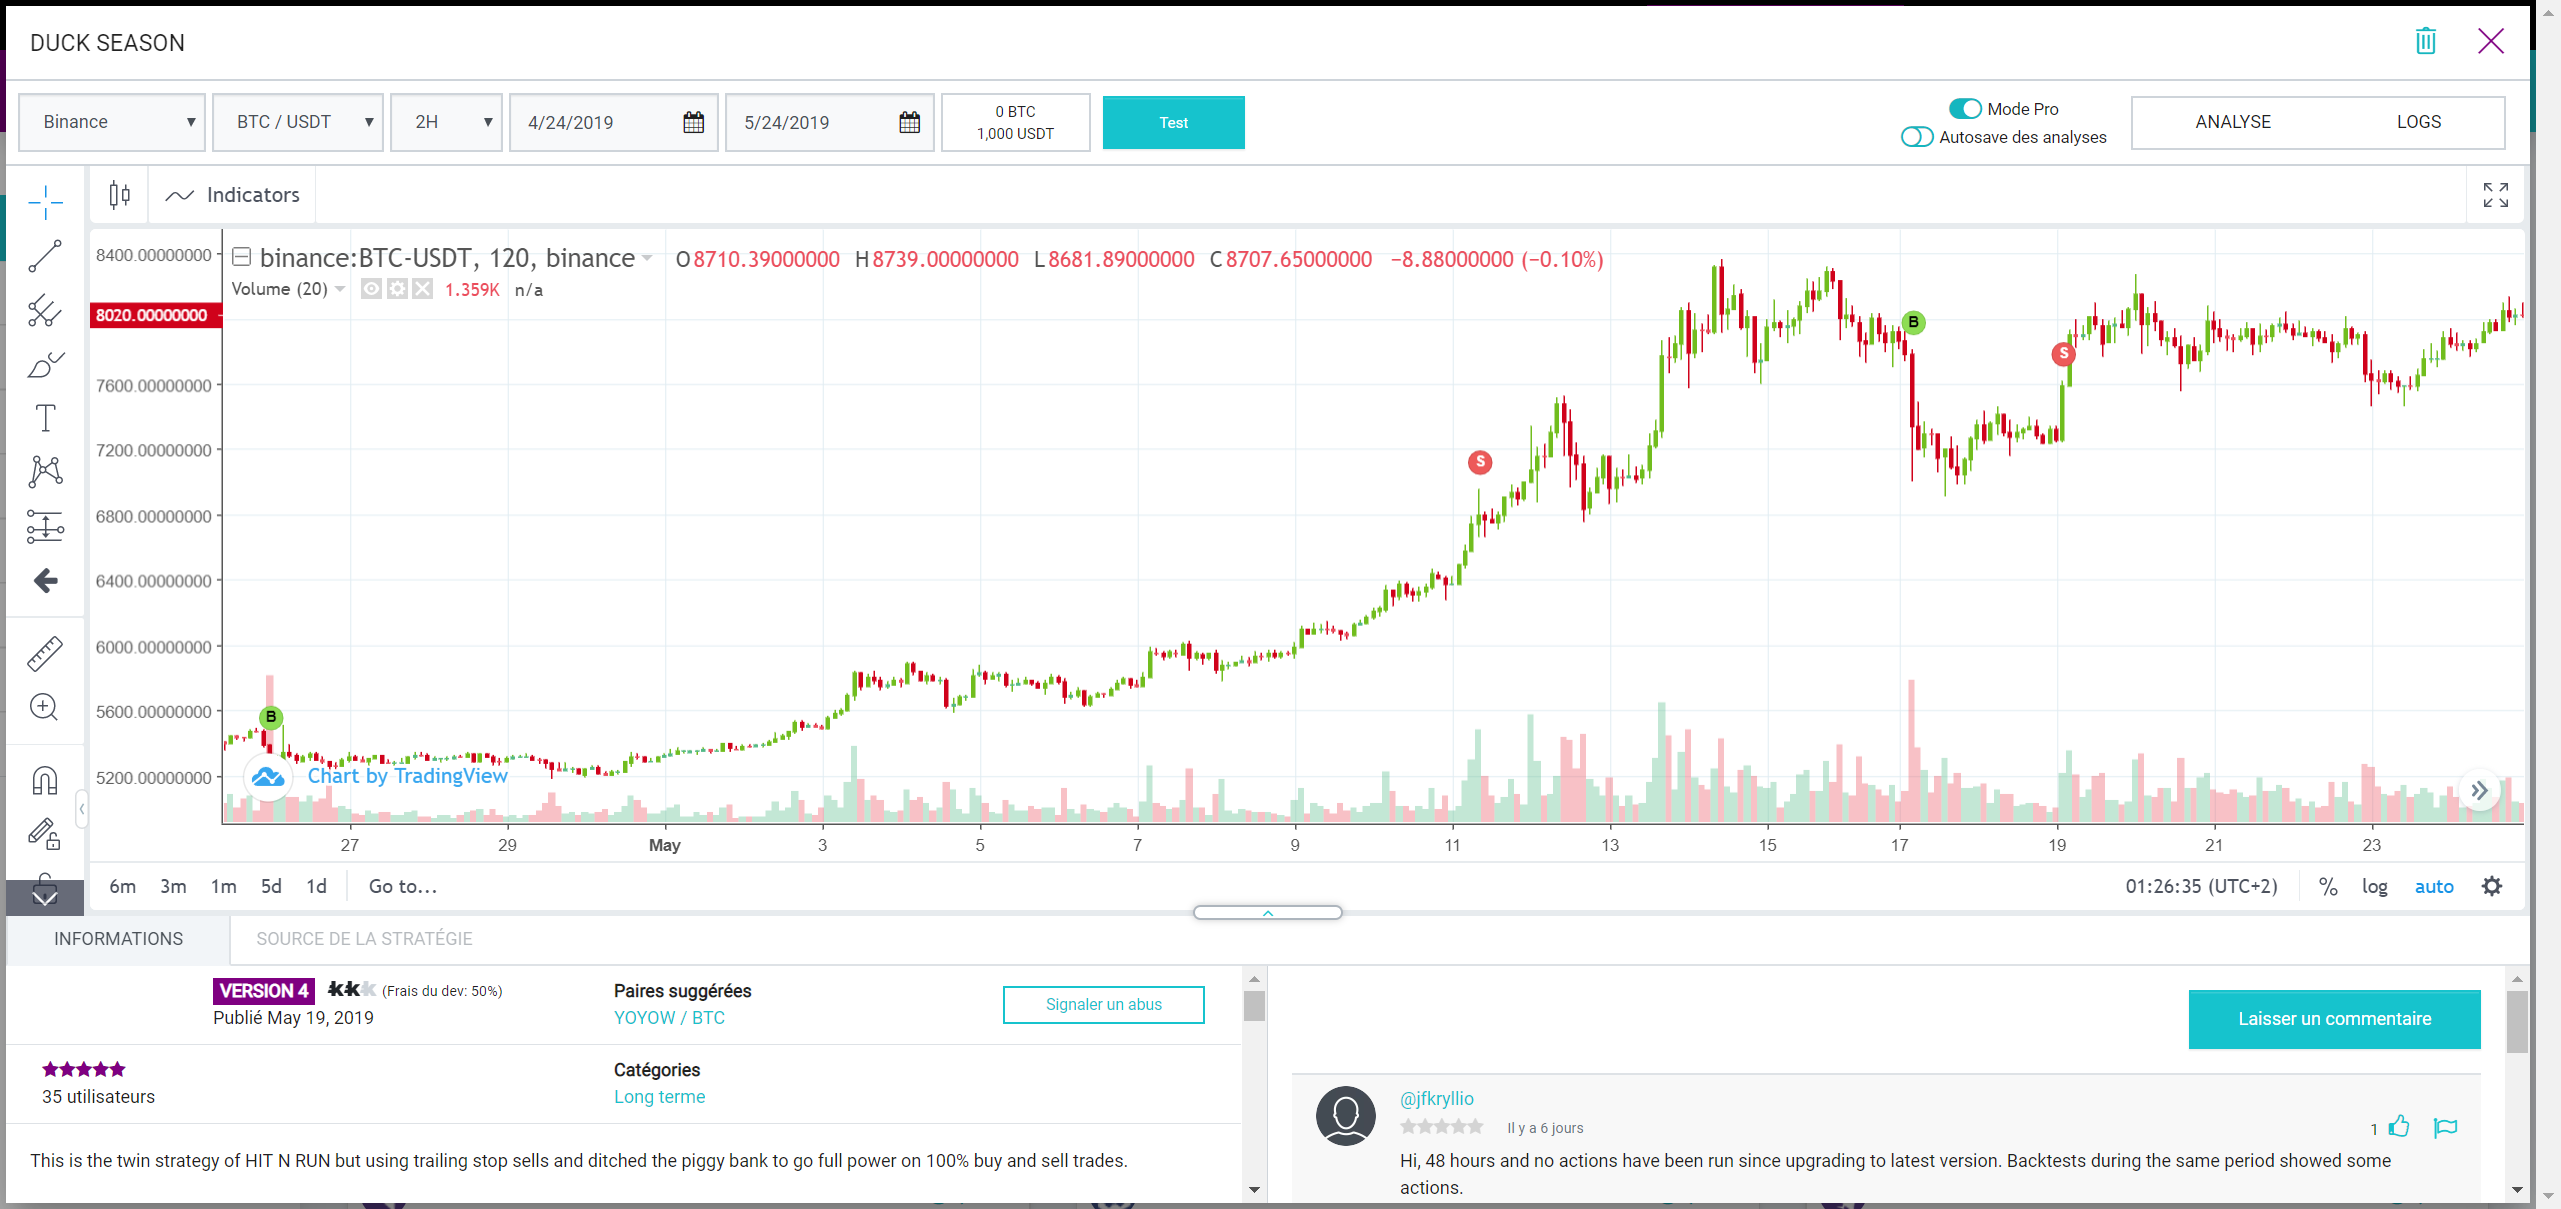 DUCK SEASON
Binance
BTC / USDT
2H
4/24/2019
5/24/2019
0 BTC
1,000 USDT
Test
Mode Pro
Autosave des analyses
ANALYSE
LOGS
Indicators
binance:BTC-USDT, 120, binance
O8710.39000000 H8739.00000000 L8681.89000000 C8707.65000000 −8.88000000 (−0.10%)
Volume (20) 1.359K n/a
8400.00000000
8020.00000000
7600.00000000
7200.00000000
6800.00000000
6400.00000000
6000.00000000
5600.00000000
5200.00000000
B
S
B
S
Chart by TradingView
27 29 May 3 5 7 9 11 13 15 17 19 21 23
6m 3m 1m 5d 1d Go to...
01:26:35 (UTC+2) % log auto
INFORMATIONS
SOURCE DE LA STRATÉGIE
VERSION 4 (Frais du dev: 50%)
Publié May 19, 2019
Paires suggérées
YOYOW / BTC
Signaler un abus
35 utilisateurs
Catégories
Long terme
This is the twin strategy of HIT N RUN but using trailing stop sells and ditched the piggy bank to go full power on 100% buy and sell trades.
Laisser un commentaire
@jfkryllio
Il y a 6 jours
1
Hi, 48 hours and no actions have been run since upgrading to latest version. Backtests during the same period showed some
actions.